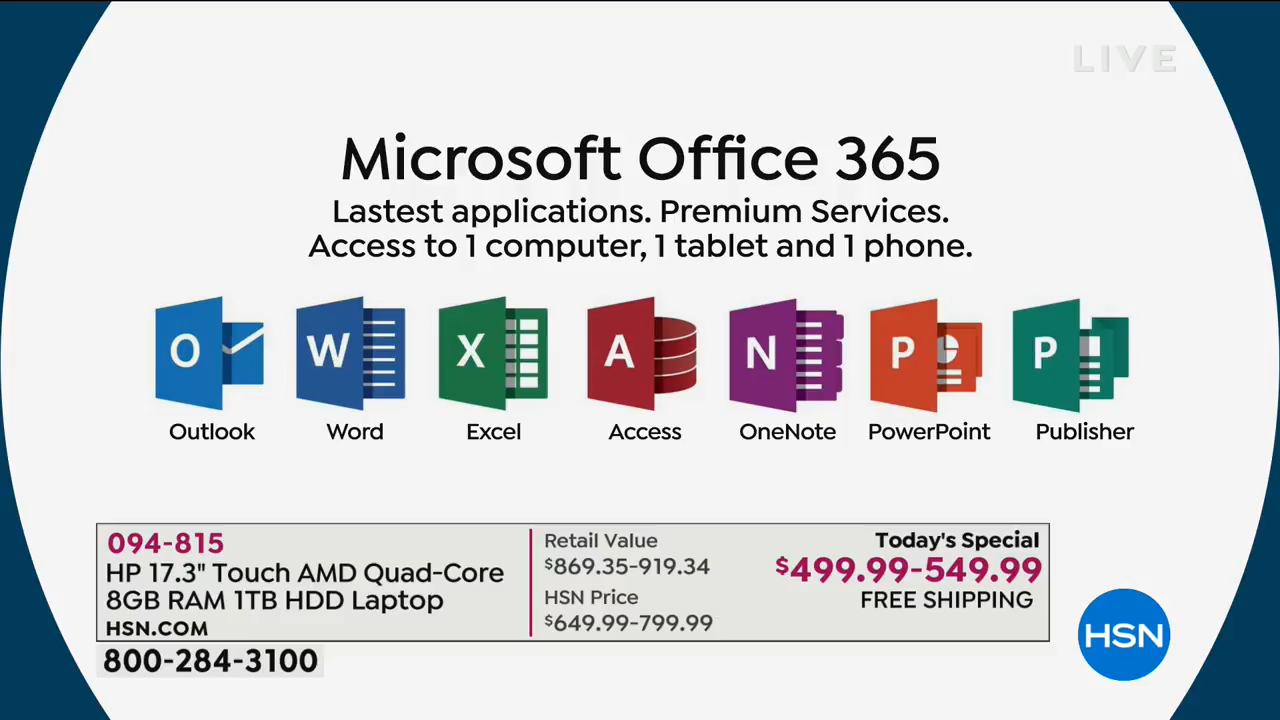 LIVE
Microsoft Office 365
Lastest applications. Premium Services.
Access to 1 computer, 1 tablet and 1 phone.
O W X A N P P
Outlook Word Excel Access OneNote PowerPoint Publisher
094-815
HP 17.3" Touch AMD Quad-Core
8GB RAM 1TB HDD Laptop
HSN.COM
Retail Value
$869.35-919.34
HSN Price
$649.99-799.99
Today's Special
$499.99-549.99
FREE SHIPPING
800-284-3100
HSN